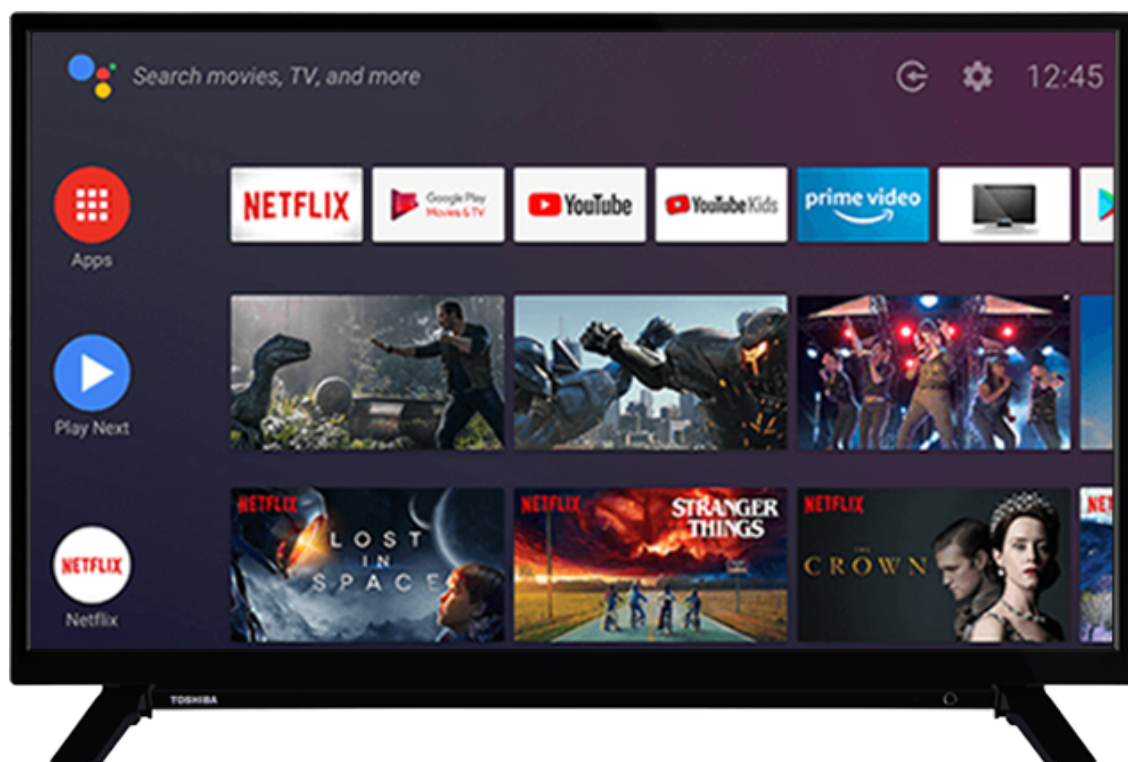 Search movies, TV, and more
12:45
NETFLIX
Google Play
Movies & TV
YouTube
YouTube Kids
prime video
Apps
Play Next
NETFLIX
LOST
IN
SPACE
NETFLIX
STRANGER
THINGS
NETFLIX
THE
CROWN
NET
NETFLIX
Netflix
TOSHIBA